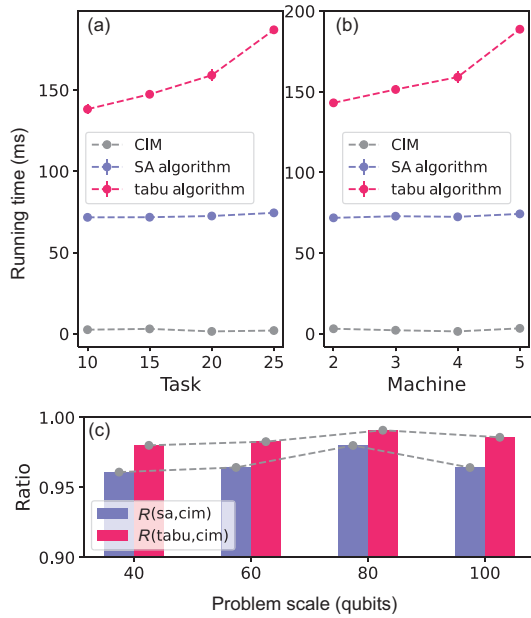 (a)
(b)
200
150
150
100
100
50
50
0
0
Running time (ms)
CIM
SA algorithm
tabu algorithm
CIM
SA algorithm
tabu algorithm
10 15 20 25
2 3 4 5
Task
Machine
(c)
1.00
0.95
0.90
Ratio
R(sa,cim)
R(tabu,cim)
40 60 80 100
Problem scale (qubits)